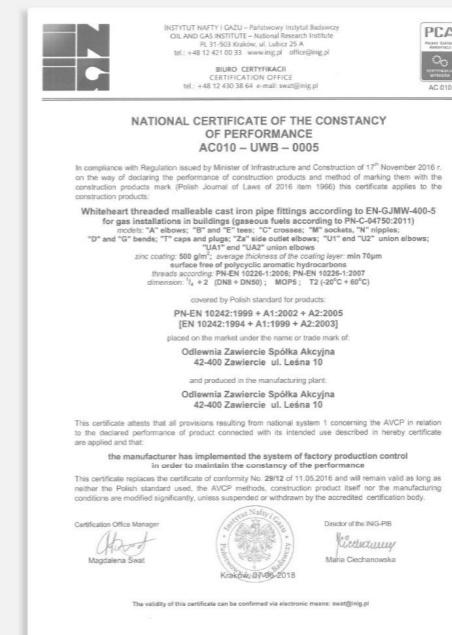 INSTYTUT NAFTY I GAZU – Państwowy Instytut Badawczy
OIL AND GAS INSTITUTE – National Research Institute
PL 31-503 Kraków, ul. Lubicz 25 A
tel.: +48 12 421 00 33 www.inig.pl office@inig.pl
BIURO CERTYFIKACJI
CERTIFICATION OFFICE
tel.: +48 12 430 38 64 e-mail: swat@inig.pl
PCA
AC 010
NATIONAL CERTIFICATE OF THE CONSTANCY
OF PERFORMANCE
AC010 – UWB – 0005
In compliance with Regulation issued by Minister of Infrastructure and Construction of 17th November 2016 r.
on the way of declaring the performance of construction products and method of marking them with the
construction products mark (Polish Journal of Laws of 2016 item 1966) this certificate applies to the
construction products:
Whiteheart threaded malleable cast iron pipe fittings according to EN-GJMW-400-5
for gas installations in buildings (gaseous fuels according to PN-C-04750:2011)
models: "A" elbows; "B" and "E" tees; "C" crosses; "M" sockets, "N" nipples;
"D" and "G" bends; "T" caps and plugs; "Za" side outlet elbows; "U1" and "U2" union elbows;
"UA1" and "UA2" union elbows
zinc coating: 500 g/m²; average thickness of the coating layer: min 70µm
surface free of polycyclic aromatic hydrocarbons
threads according: PN-EN 10226-1:2006; PN-EN 10226-1:2007
dimension: ¼ ÷ 2 (DN8 ÷ DN50) ; MOP5 ; T2 (-20°C ÷ 60°C)
covered by Polish standard for products:
PN-EN 10242:1999 + A1:2002 + A2:2005
[EN 10242:1994 + A1:1999 + A2:2003]
placed on the market under the name or trade mark of:
Odlewnia Zawiercie Spółka Akcyjna
42-400 Zawiercie ul. Leśna 10
and produced in the manufacturing plant:
Odlewnia Zawiercie Spółka Akcyjna
42-400 Zawiercie ul. Leśna 10
This certificate attests that all provisions resulting from national system 1 concerning the AVCP in relation
to the declared performance of product connected with its intended use described in hereby certificate
are applied and that:
the manufacturer has implemented the system of factory production control
in order to maintain the constancy of the performance
This certificate replaces the certificate of conformity No. 29/12 of 11.05.2016 and will remain valid as long as
neither the Polish standard used, the AVCP methods, construction product itself nor the manufacturing
conditions are modified significantly, unless suspended or withdrawn by the accredited certification body.
Certification Office Manager
Magdalena Swat
Kraków, 07-06-2018
Director of the INiG-PIB
Maria Ciechanowska
The validity of this certificate can be confirmed via electronic means: swat@inig.pl